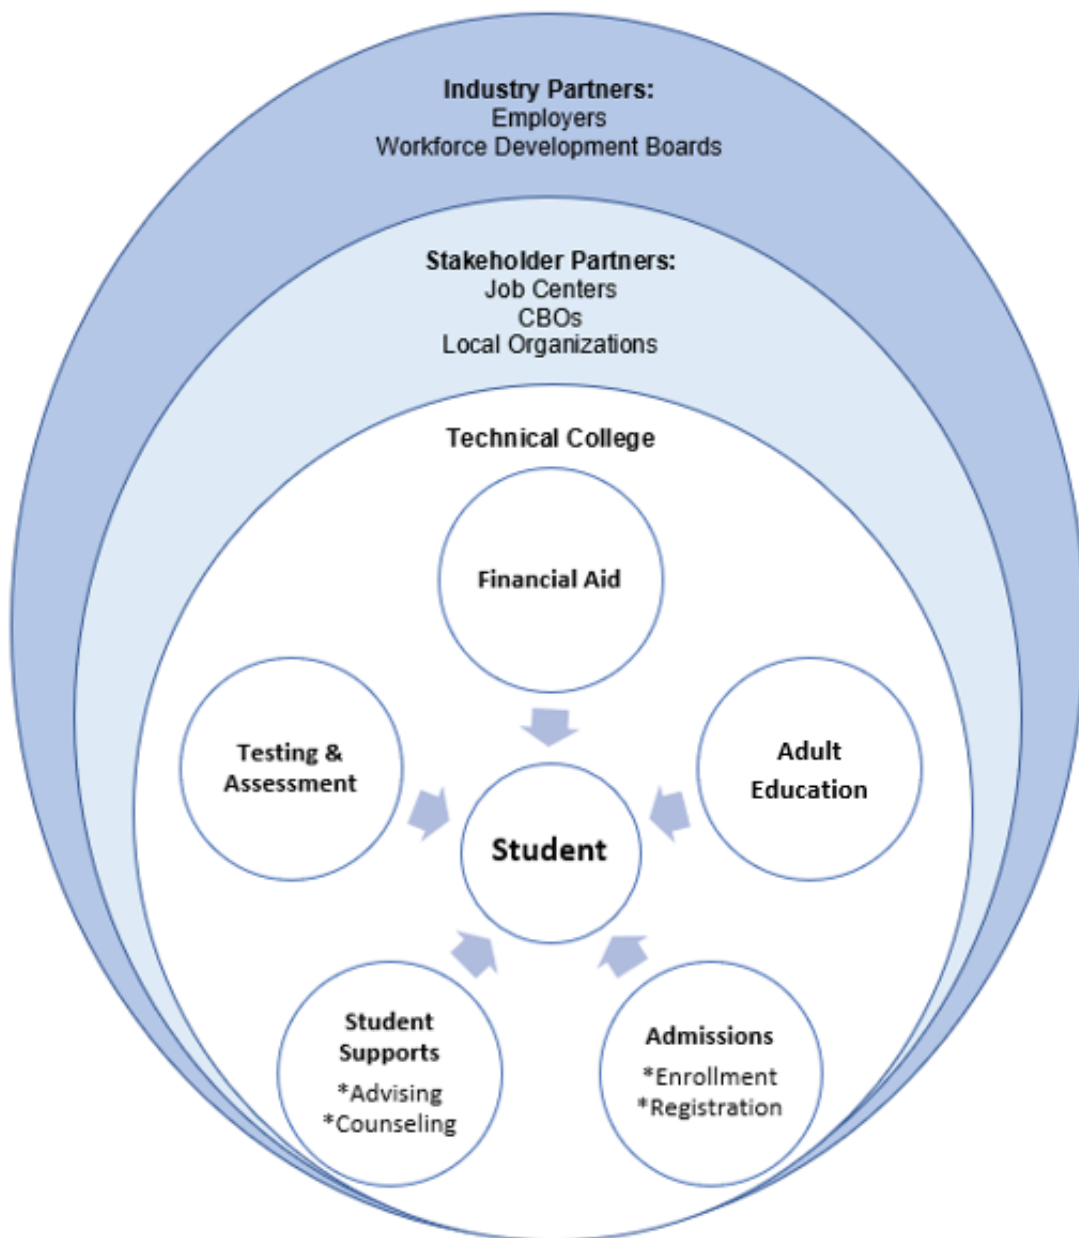 Industry Partners:
Employers
Workforce Development Boards
Stakeholder Partners:
Job Centers
CBOs
Local Organizations
Technical College
Financial Aid
Testing &
Assessment
Adult
Education
Student
Student
Supports
*Advising
*Counseling
Admissions
*Enrollment
*Registration